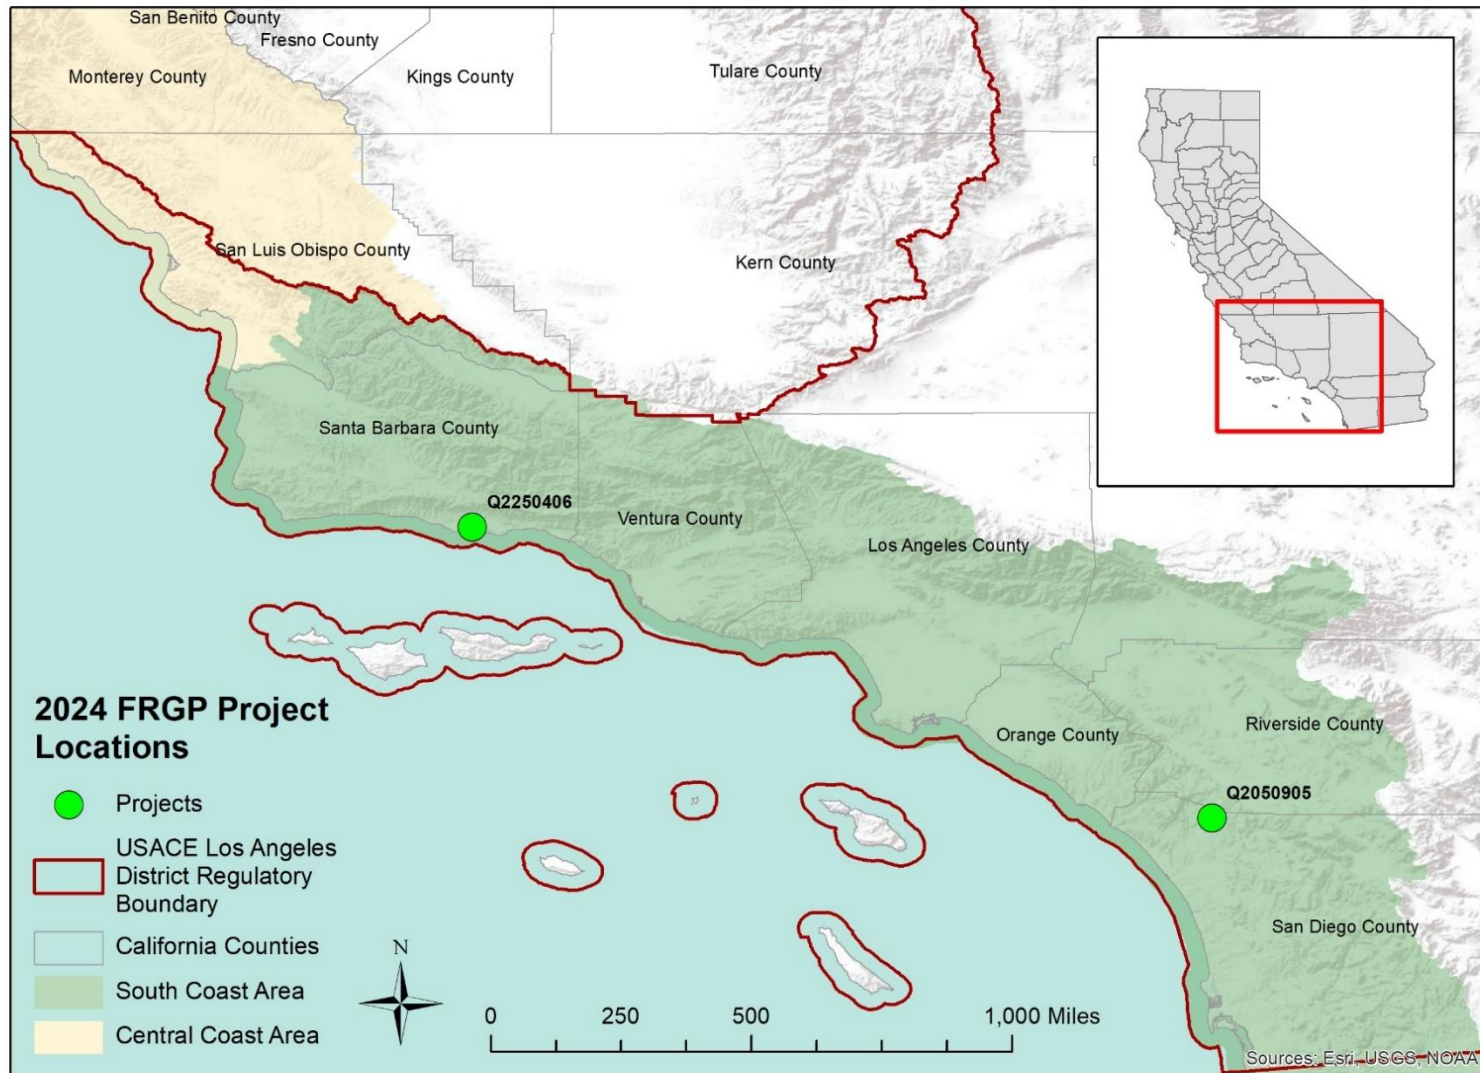 San Benito County
Fresno County
Monterey County
Kings County
Tulare County
San Luis Obispo County
Kern County
Santa Barbara County
Q2250406
Ventura County
Los Angeles County
Orange County
Riverside County
Q2050905
San Diego County
2024 FRGP Project
Locations
Projects
USACE Los Angeles
District Regulatory
Boundary
California Counties
South Coast Area
Central Coast Area
N
0 250 500 1,000 Miles
Sources: Esri, USGS, NOAA